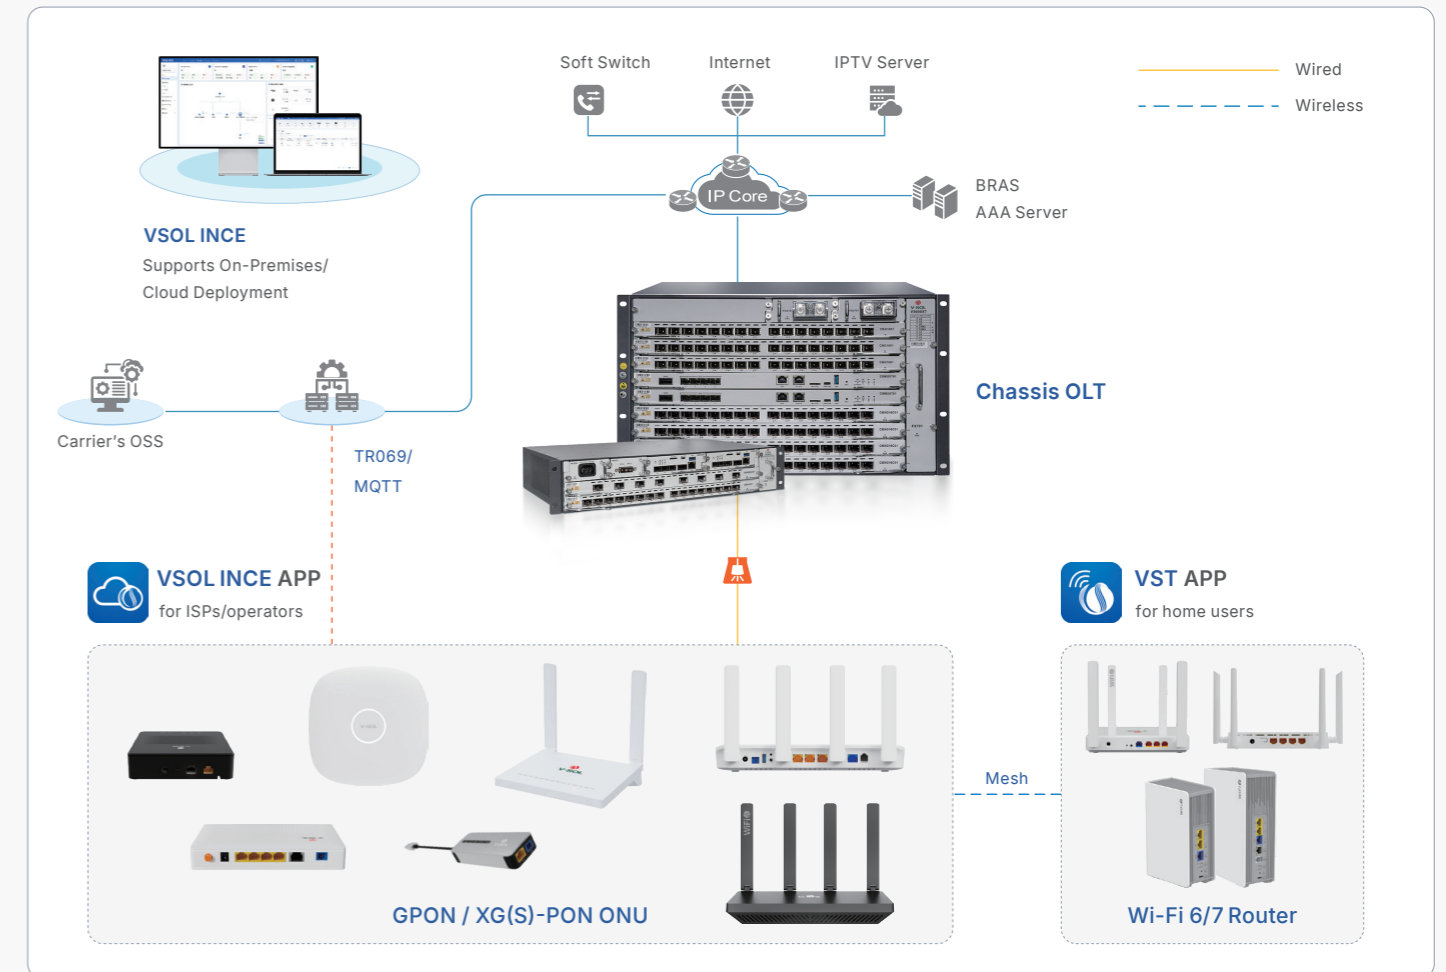 Soft Switch
Internet
IPTV Server
Wired
Wireless
IP Core
BRAS
AAA Server
VSOL INCE
Supports On-Premises/
Cloud Deployment
Chassis OLT
Carrier's OSS
TR069/
MQTT
VSOL INCE APP
for ISPs/operators
VST APP
for home users
V-SOL
WiFi
Mesh
GPON / XG(S)-PON ONU
Wi-Fi 6/7 Router